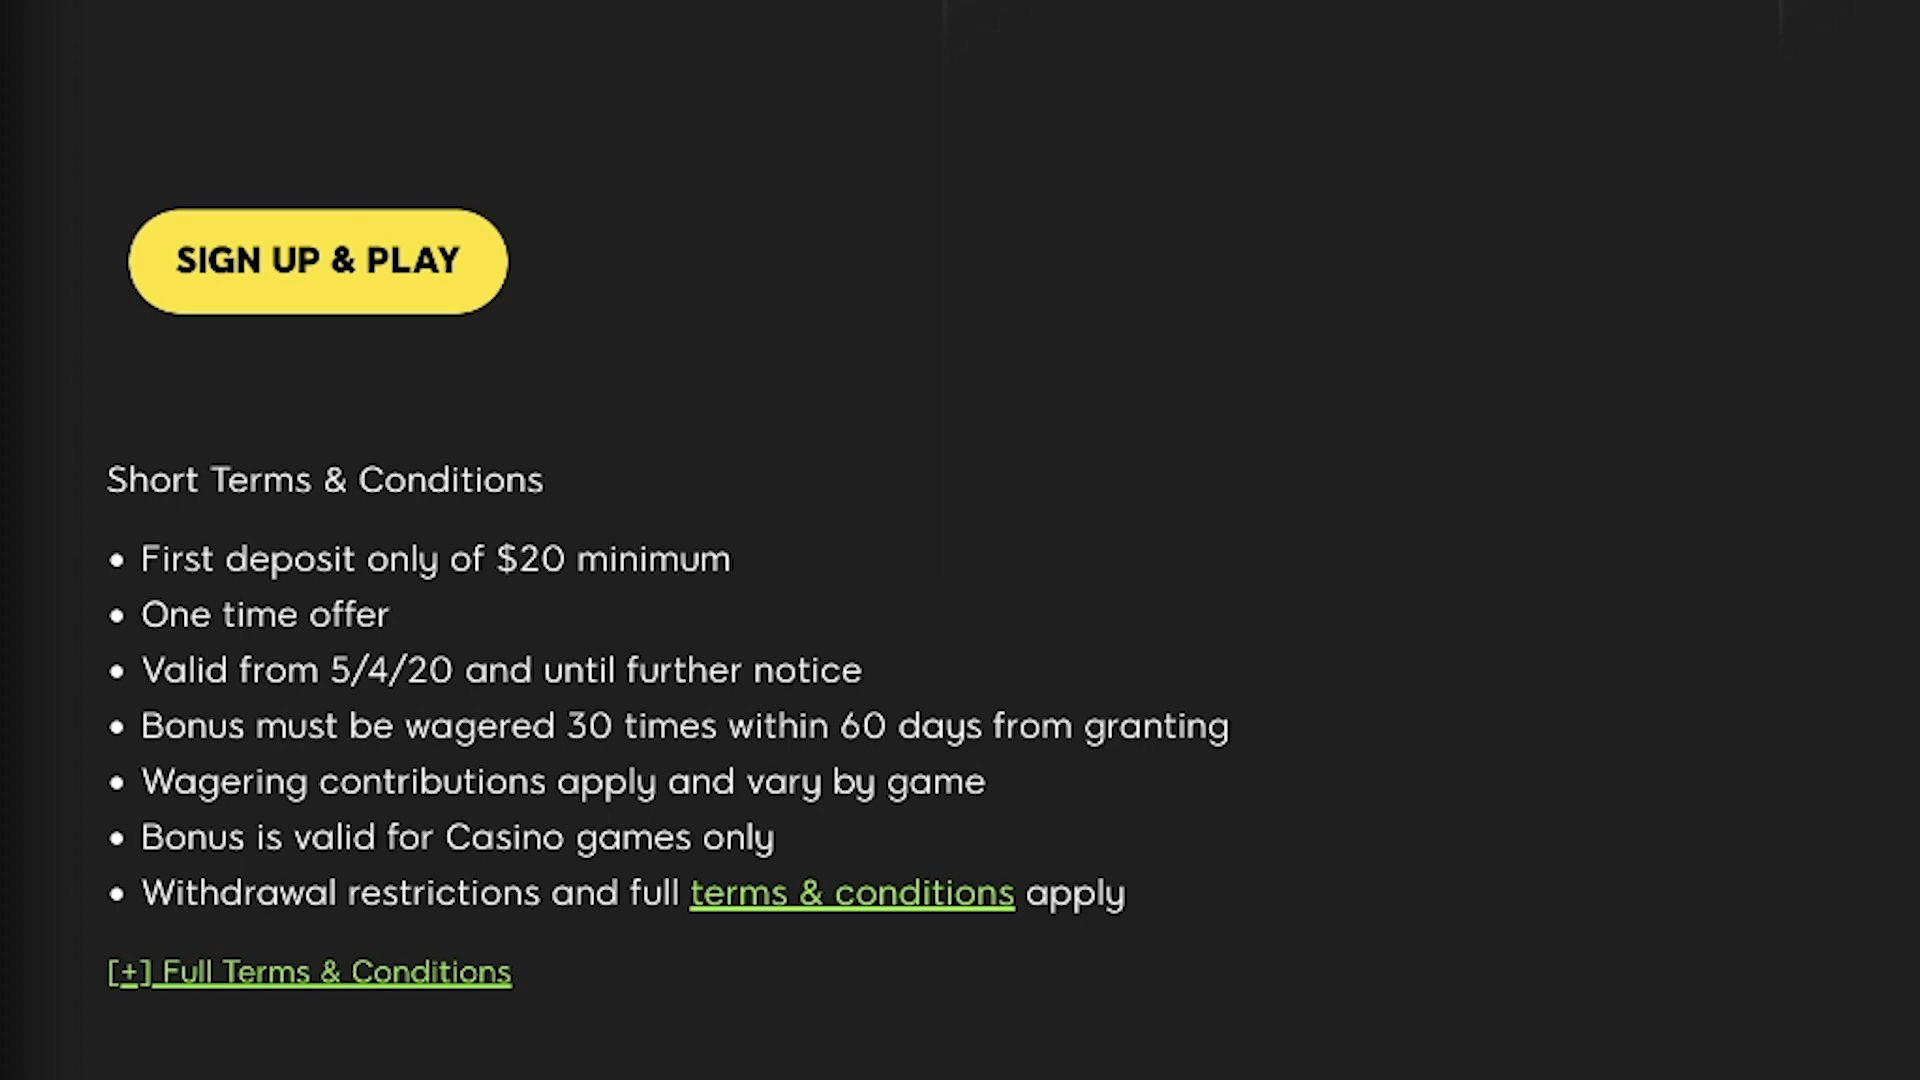 SIGN UP & PLAY
Short Terms & Conditions
• First deposit only of $20 minimum
• One time offer
• Valid from 5/4/20 and until further notice
• Bonus must be wagered 30 times within 60 days from granting
• Wagering contributions apply and vary by game
• Bonus is valid for Casino games only
• Withdrawal restrictions and full terms & conditions apply
[+] Full Terms & Conditions